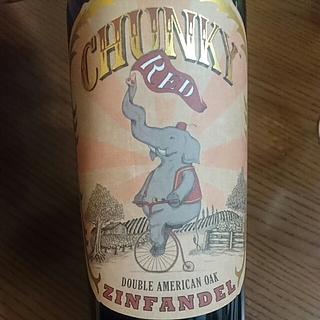 CHUNKY
RED
DOUBLE AMERICAN OAK
ZINFANDEL